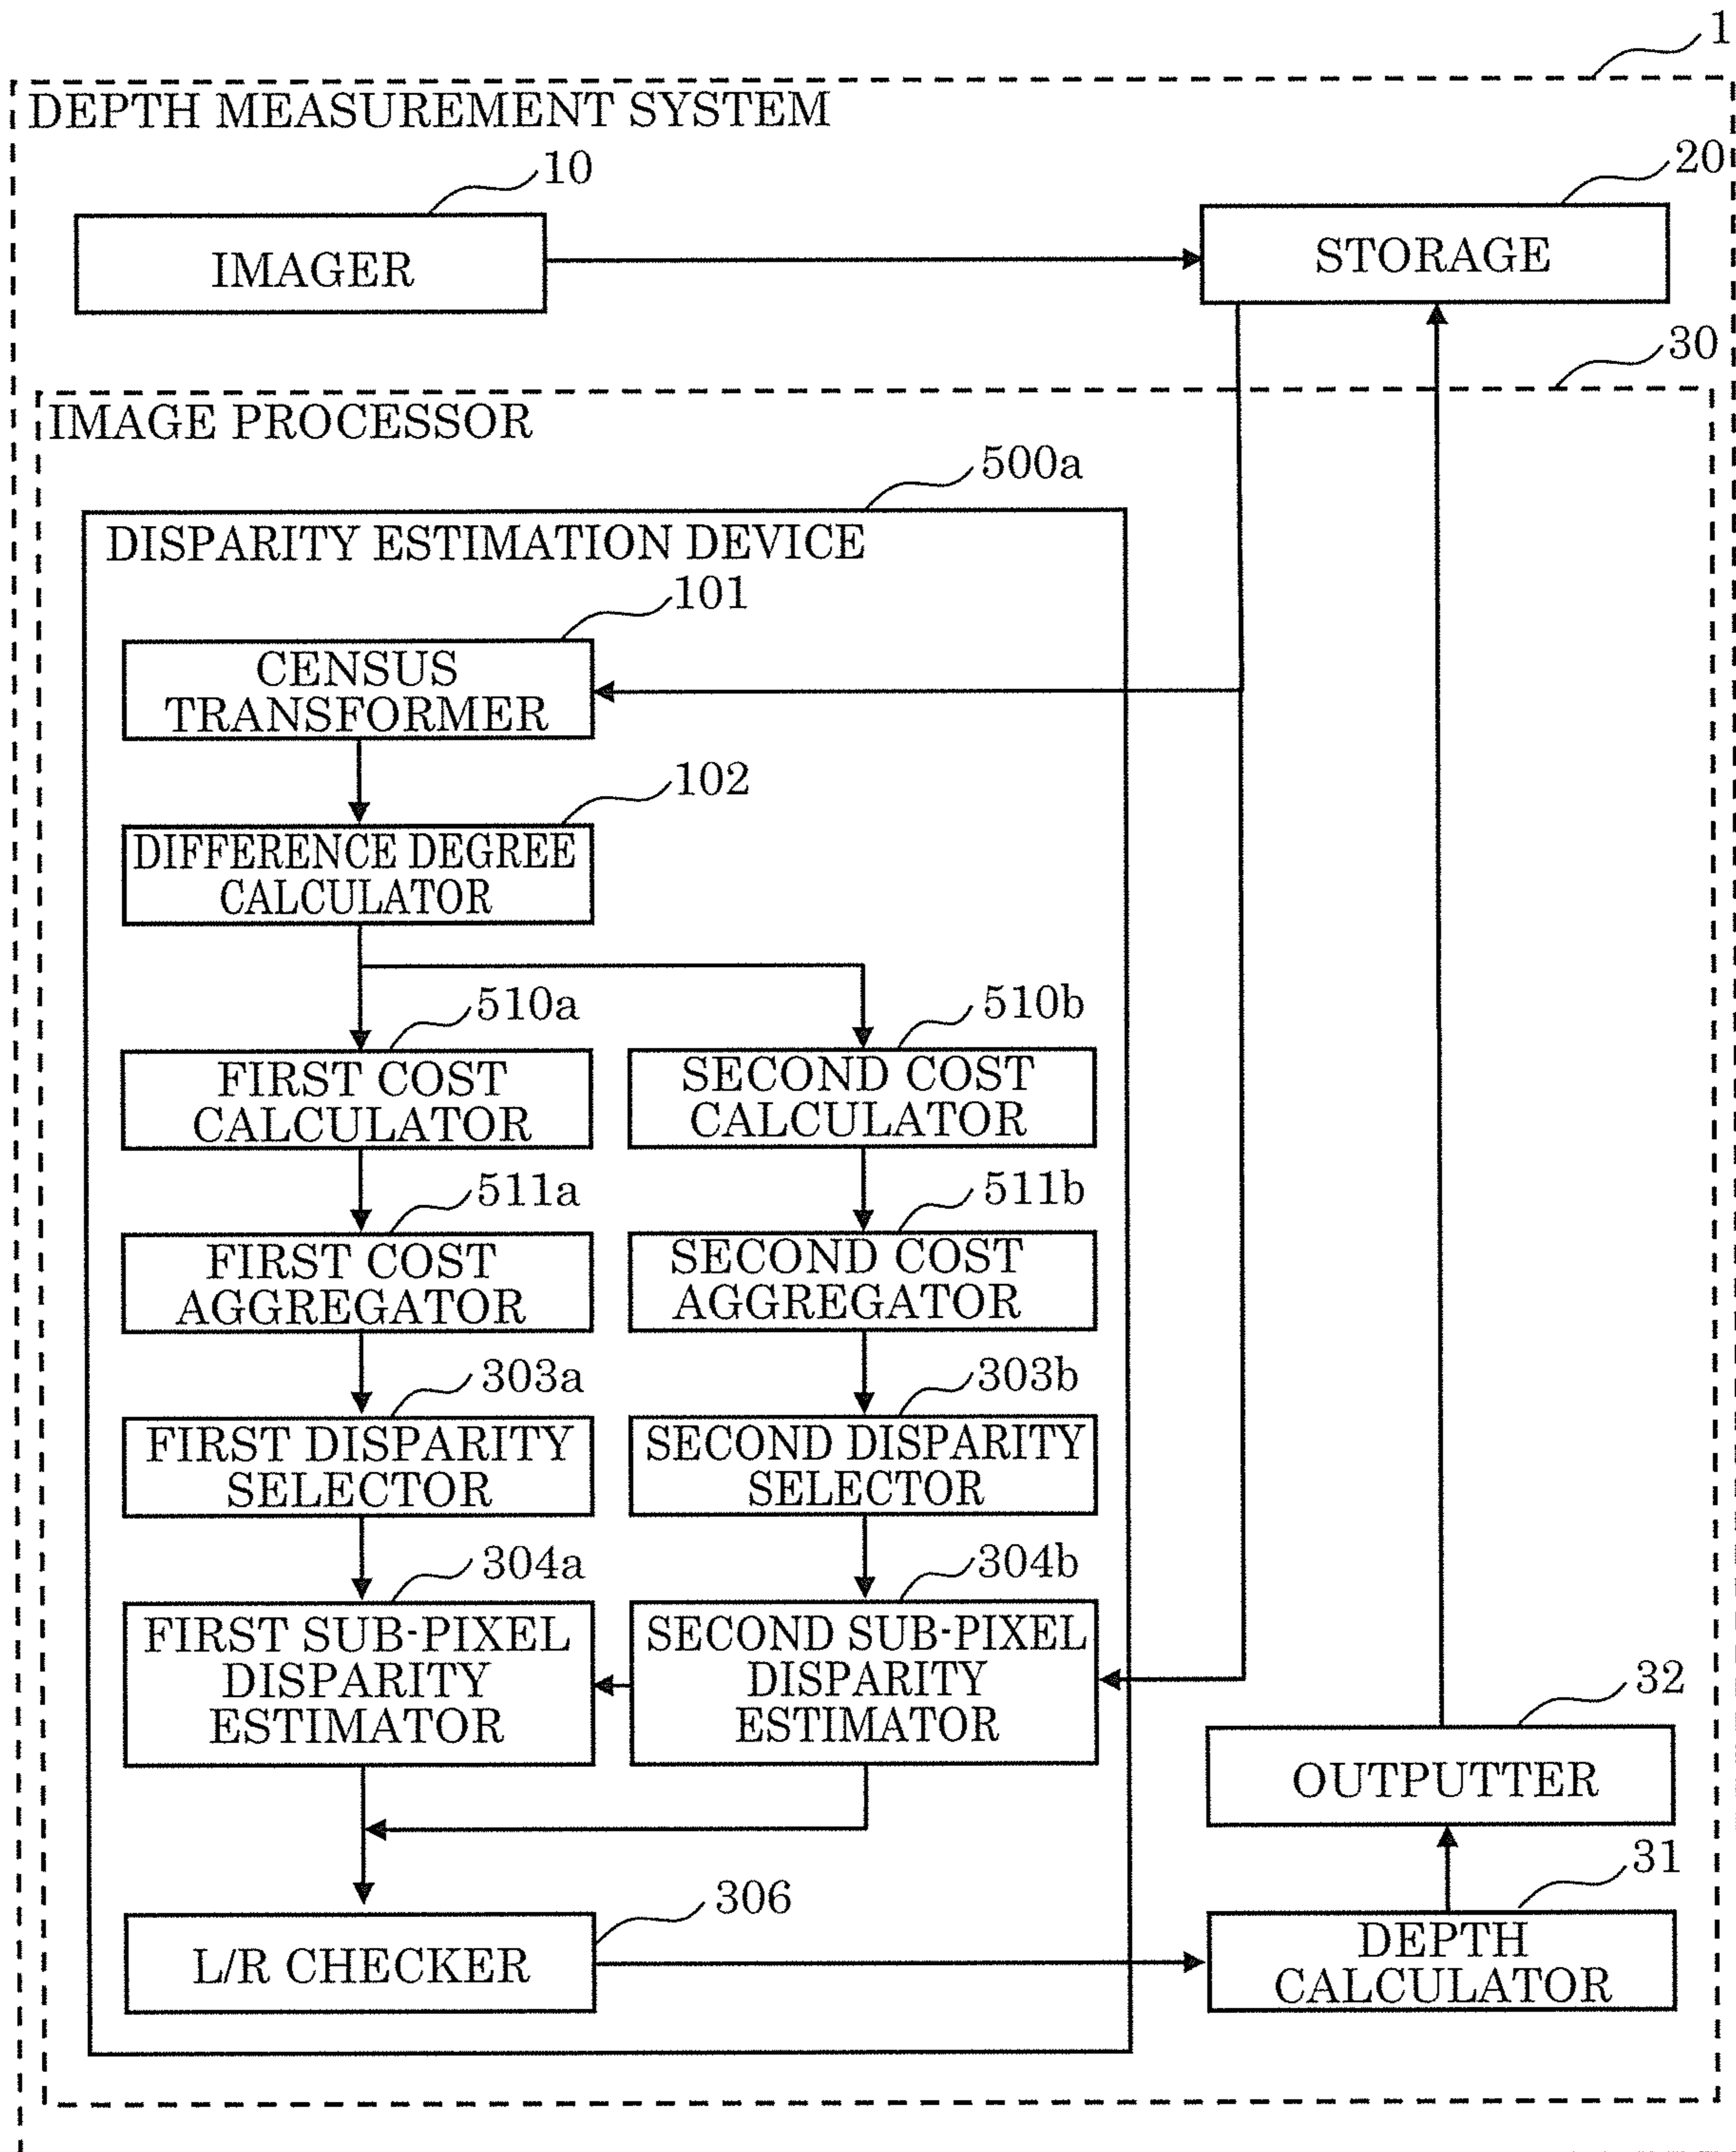 1
DEPTH MEASUREMENT SYSTEM
10
20
IMAGER
STORAGE
30
IMAGE PROCESSOR
500a
DISPARITY ESTIMATION DEVICE
101
CENSUS
TRANSFORMER
102
DIFFERENCE DEGREE
CALCULATOR
510a
510b
FIRST COST
CALCULATOR
SECOND COST
CALCULATOR
511a
511b
FIRST COST
AGGREGATOR
SECOND COST
AGGREGATOR
303a
303b
FIRST DISPARITY
SELECTOR
SECOND DISPARITY
SELECTOR
304a
304b
FIRST SUB-PIXEL
DISPARITY
ESTIMATOR
SECOND SUB-PIXEL
DISPARITY
ESTIMATOR
32
OUTPUTTER
31
306
L/R CHECKER
DEPTH
CALCULATOR